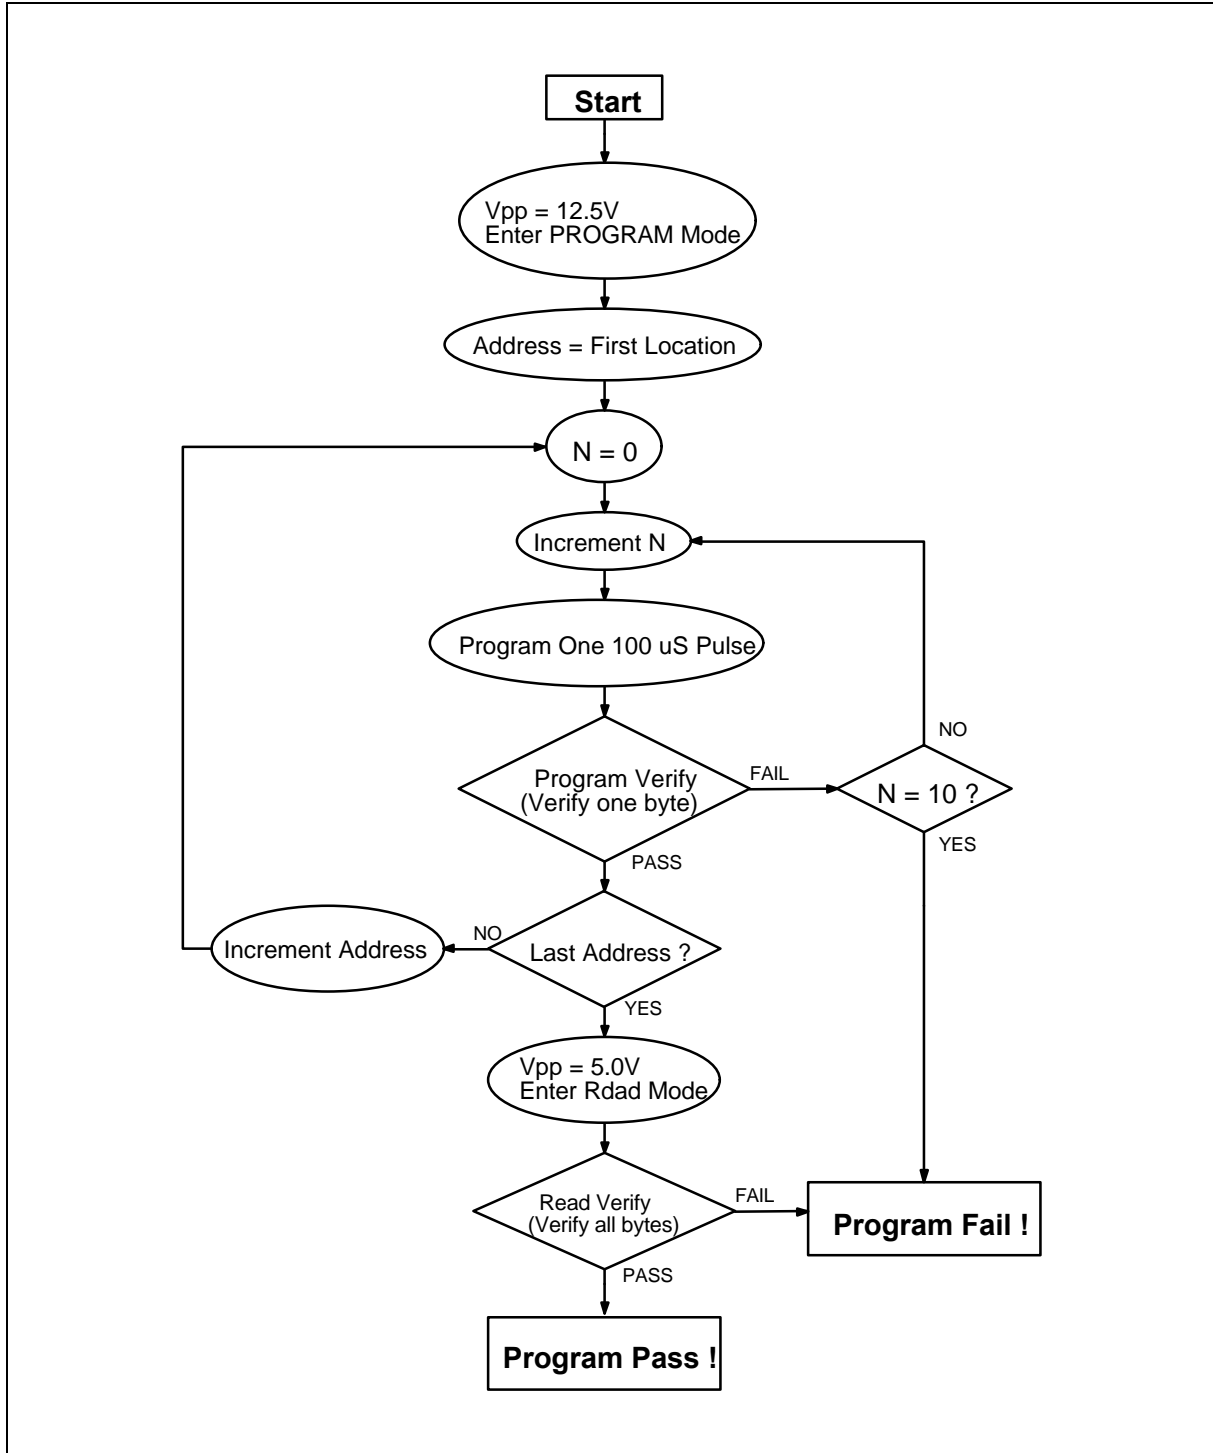 Start
Vpp = 12.5V
Enter PROGRAM Mode
Address = First Location
N = 0
Increment N
Program One 100 uS Pulse
NO
Program Verify
(Verify one byte)
FAIL
N = 10 ?
YES
PASS
Increment Address
NO
Last Address ?
YES
Vpp = 5.0V
Enter Rdad Mode
Read Verify
(Verify all bytes)
FAIL
Program Fail !
PASS
Program Pass !